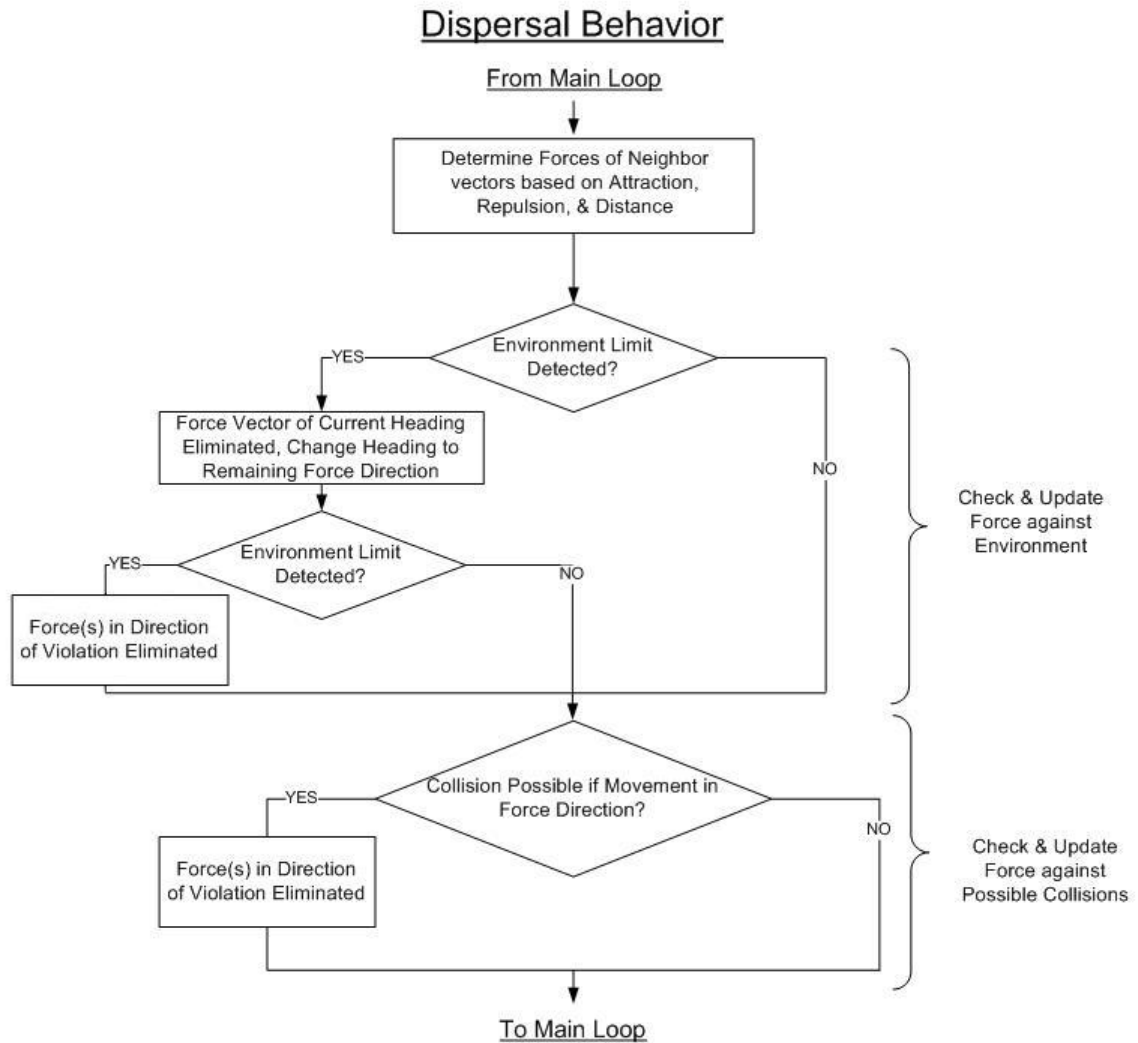 Dispersal Behavior
From Main Loop
Determine Forces of Neighbor
vectors based on Attraction,
Repulsion, & Distance
Environment Limit
Detected?
YES
NO
Force Vector of Current Heading
Eliminated, Change Heading to
Remaining Force Direction
Check & Update
Force against
Environment
Environment Limit
Detected?
YES
NO
Force(s) in Direction
of Violation Eliminated
Collision Possible if Movement in
Force Direction?
YES
NO
Force(s) in Direction
of Violation Eliminated
Check & Update
Force against
Possible Collisions
To Main Loop